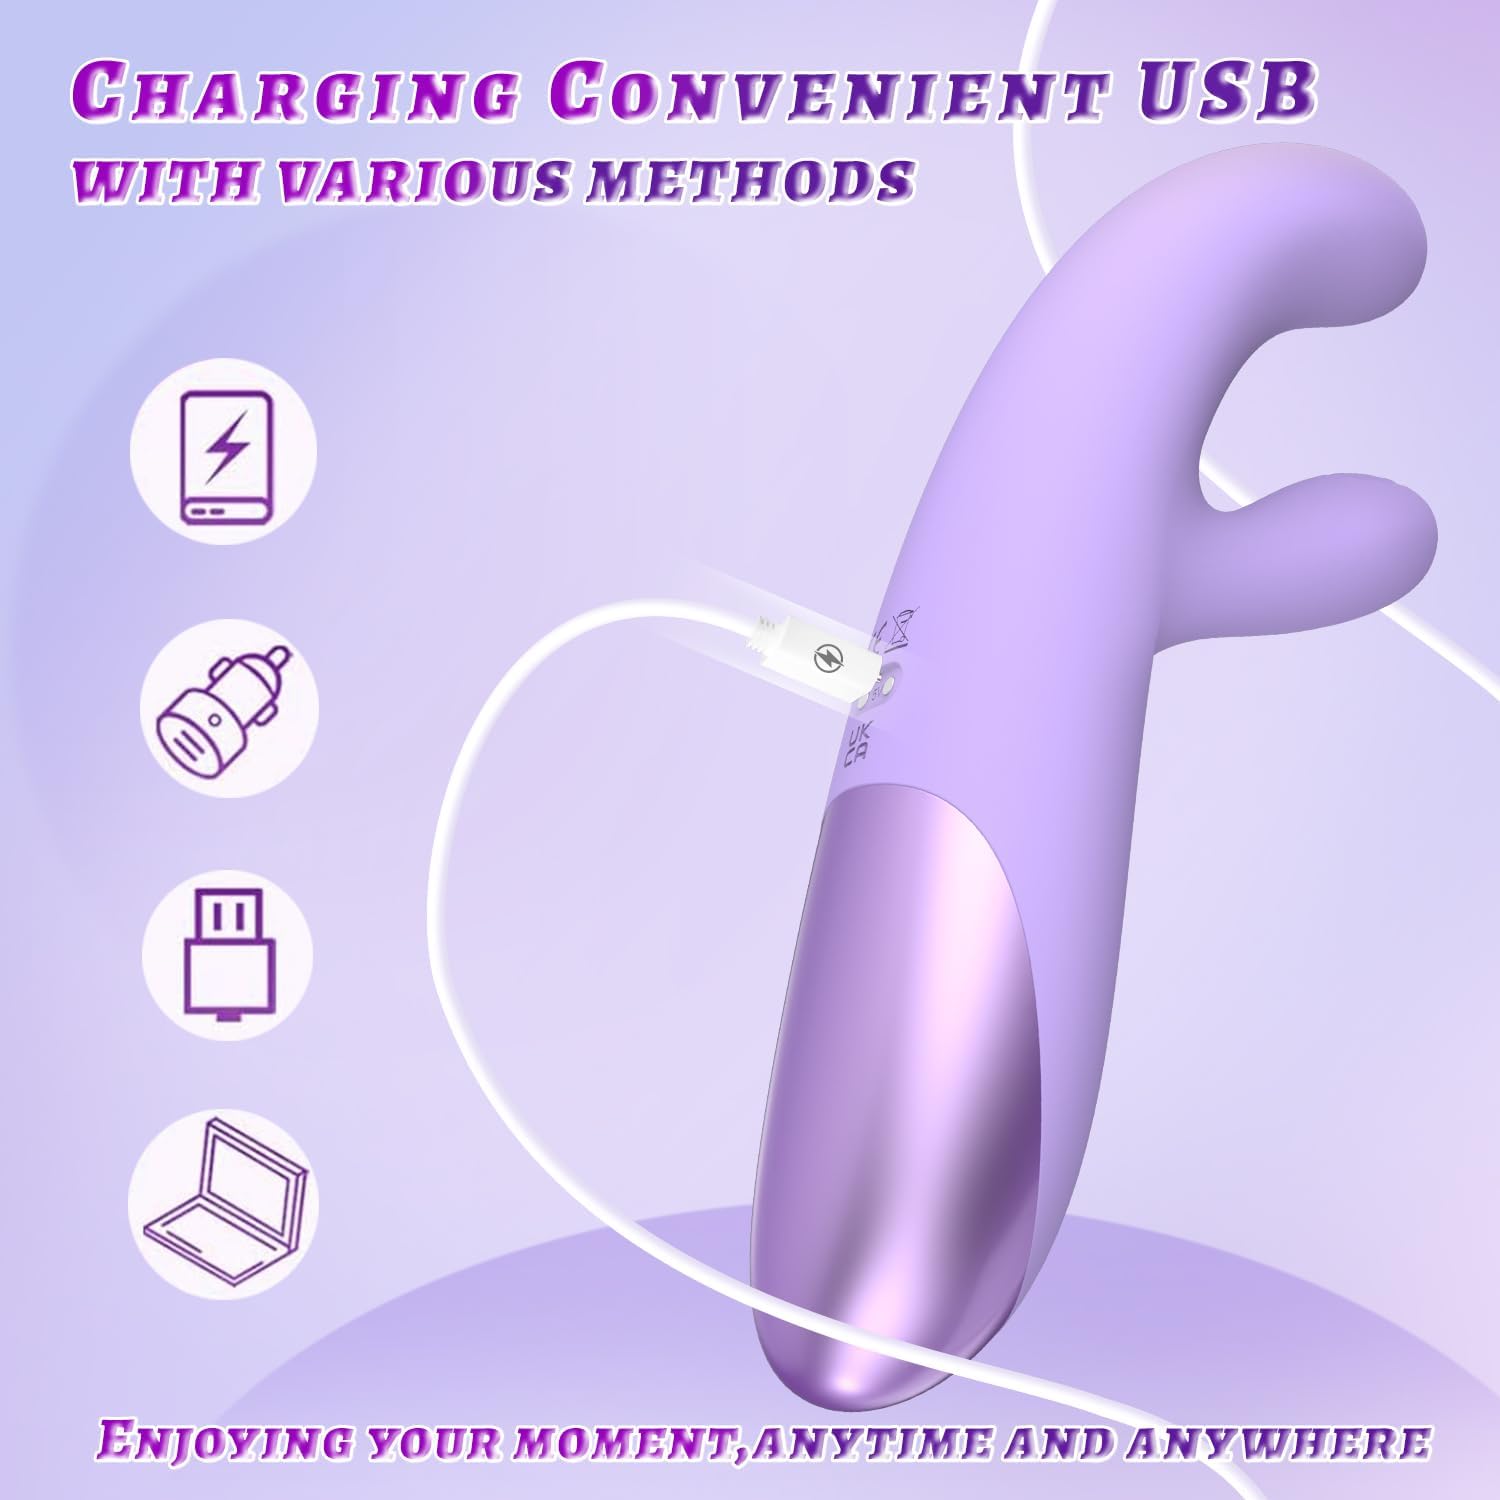 CHARGING CONVENIENT USB
WITH VARIOUS METHODS
UK
CA
ENJOYING YOUR MOMENT,ANYTIME AND ANYWHERE